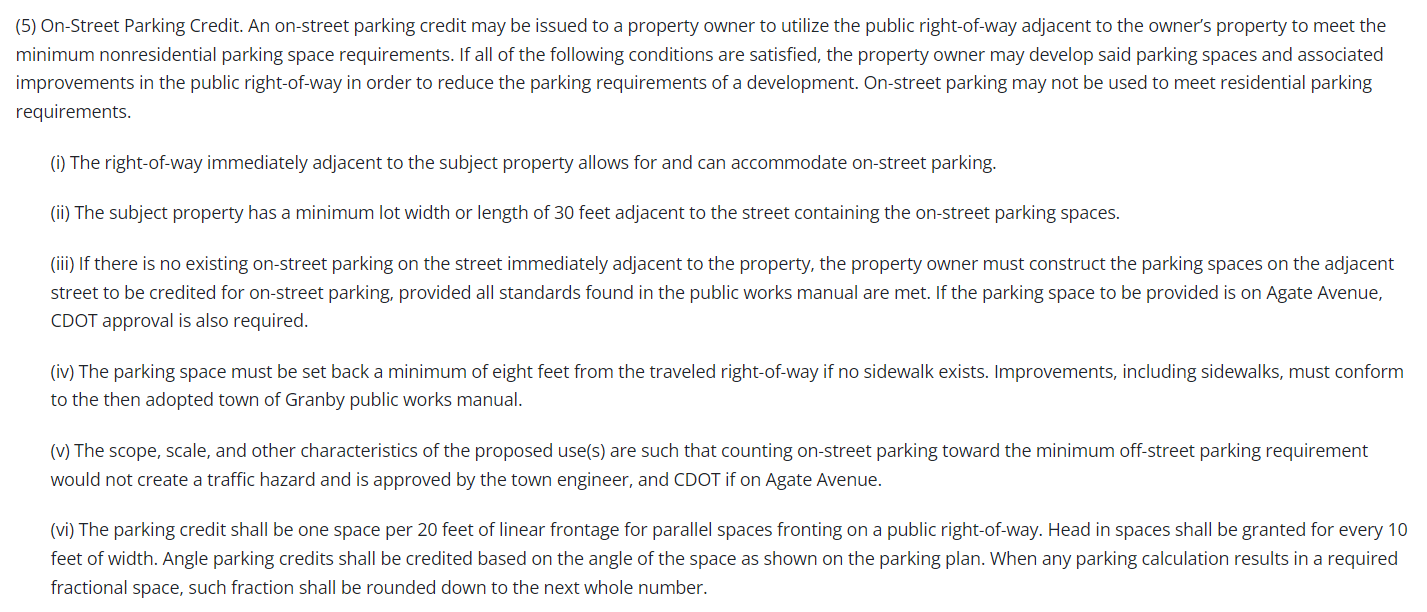 (5) On-Street Parking Credit. An on-street parking credit may be issued to a property owner to utilize the public right-of-way adjacent to the owner’s property to meet the
minimum nonresidential parking space requirements. If all of the following conditions are satisfied, the property owner may develop said parking spaces and associated
improvements in the public right-of-way in order to reduce the parking requirements of a development. On-street parking may not be used to meet residential parking
requirements.
(i) The right-of-way immediately adjacent to the subject property allows for and can accommodate on-street parking.
(ii) The subject property has a minimum lot width or length of 30 feet adjacent to the street containing the on-street parking spaces.
(iii) If there is no existing on-street parking on the street immediately adjacent to the property, the property owner must construct the parking spaces on the adjacent
street to be credited for on-street parking, provided all standards found in the public works manual are met. If the parking space to be provided is on Agate Avenue,
CDOT approval is also required.
(iv) The parking space must be set back a minimum of eight feet from the traveled right-of-way if no sidewalk exists. Improvements, including sidewalks, must conform
to the then adopted town of Granby public works manual.
(v) The scope, scale, and other characteristics of the proposed use(s) are such that counting on-street parking toward the minimum off-street parking requirement
would not create a traffic hazard and is approved by the town engineer, and CDOT if on Agate Avenue.
(vi) The parking credit shall be one space per 20 feet of linear frontage for parallel spaces fronting on a public right-of-way. Head in spaces shall be granted for every 10
feet of width. Angle parking credits shall be credited based on the angle of the space as shown on the parking plan. When any parking calculation results in a required
fractional space, such fraction shall be rounded down to the next whole number.